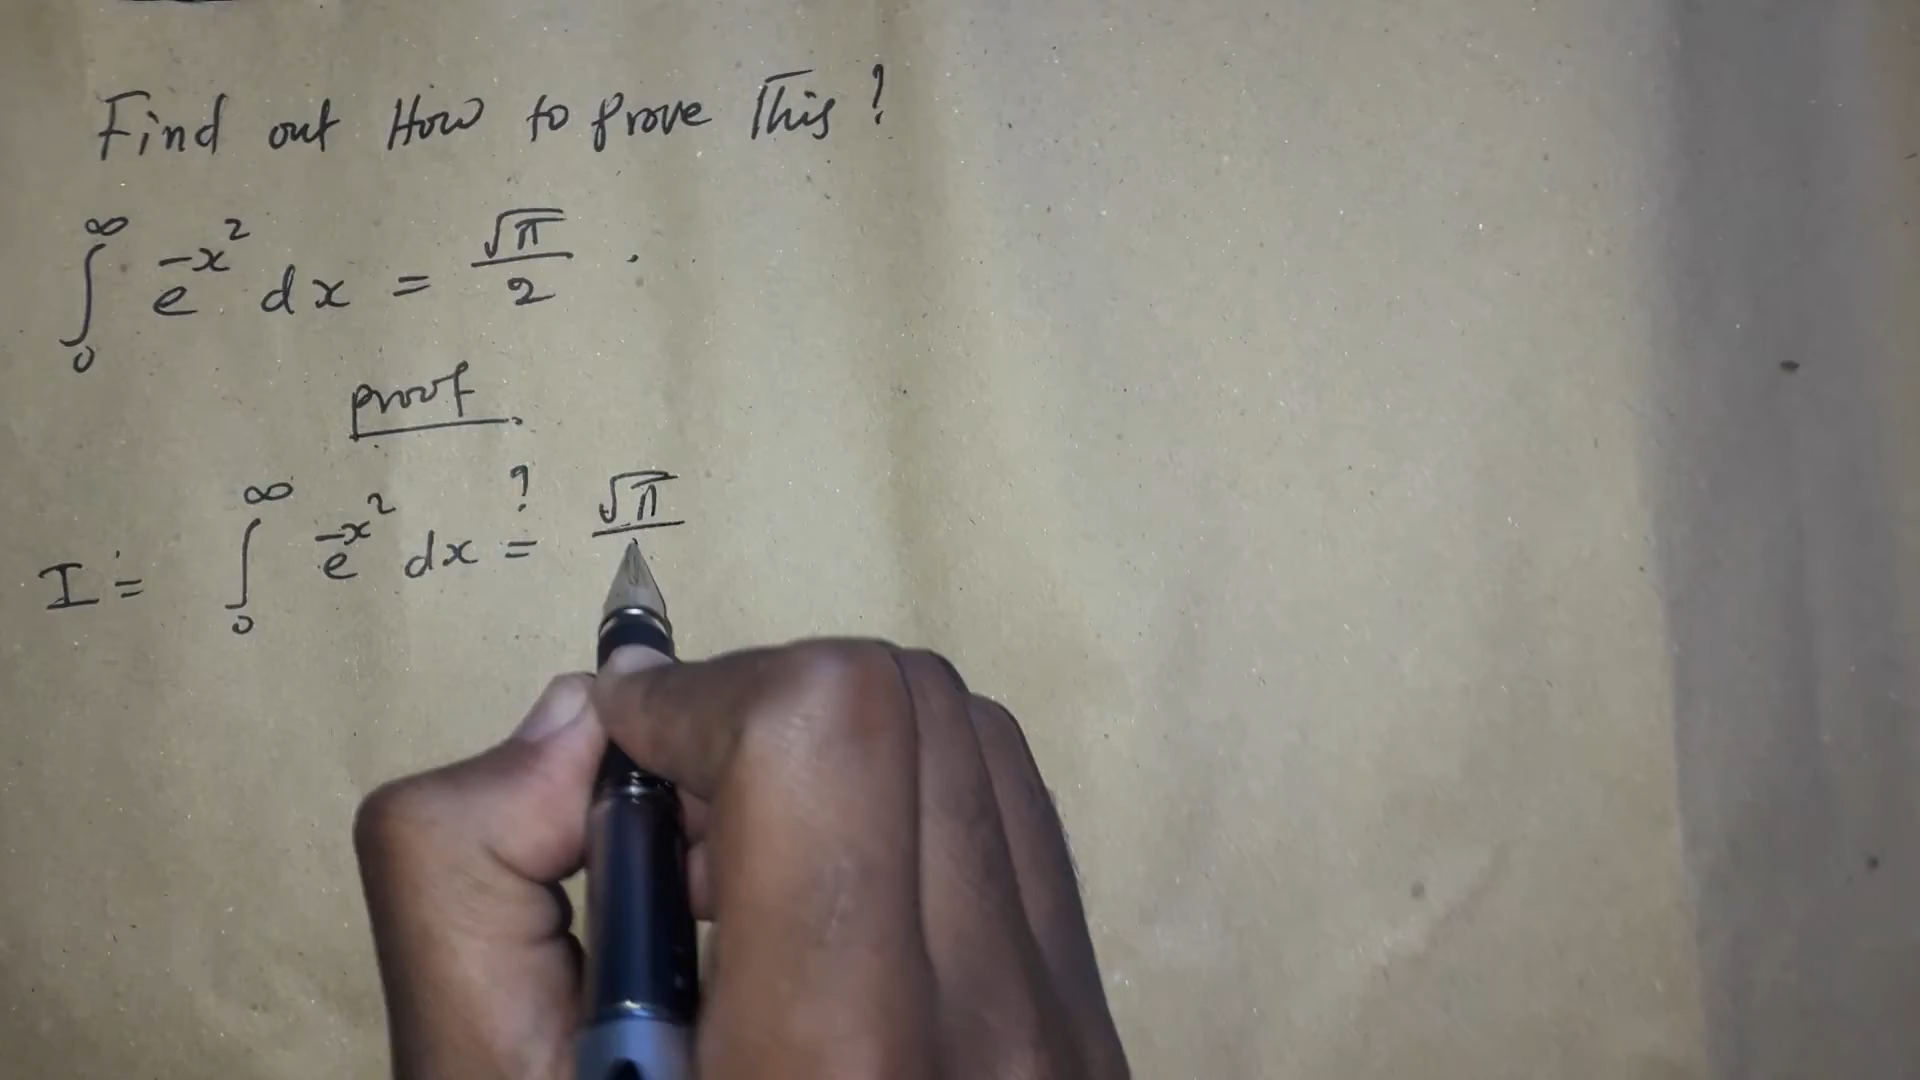 Find out How to prove This?
∫₀^∞ e^{-x²} dx = √π/2 .
proof
I = ∫₀^∞ e^{-x²} dx ?= √π